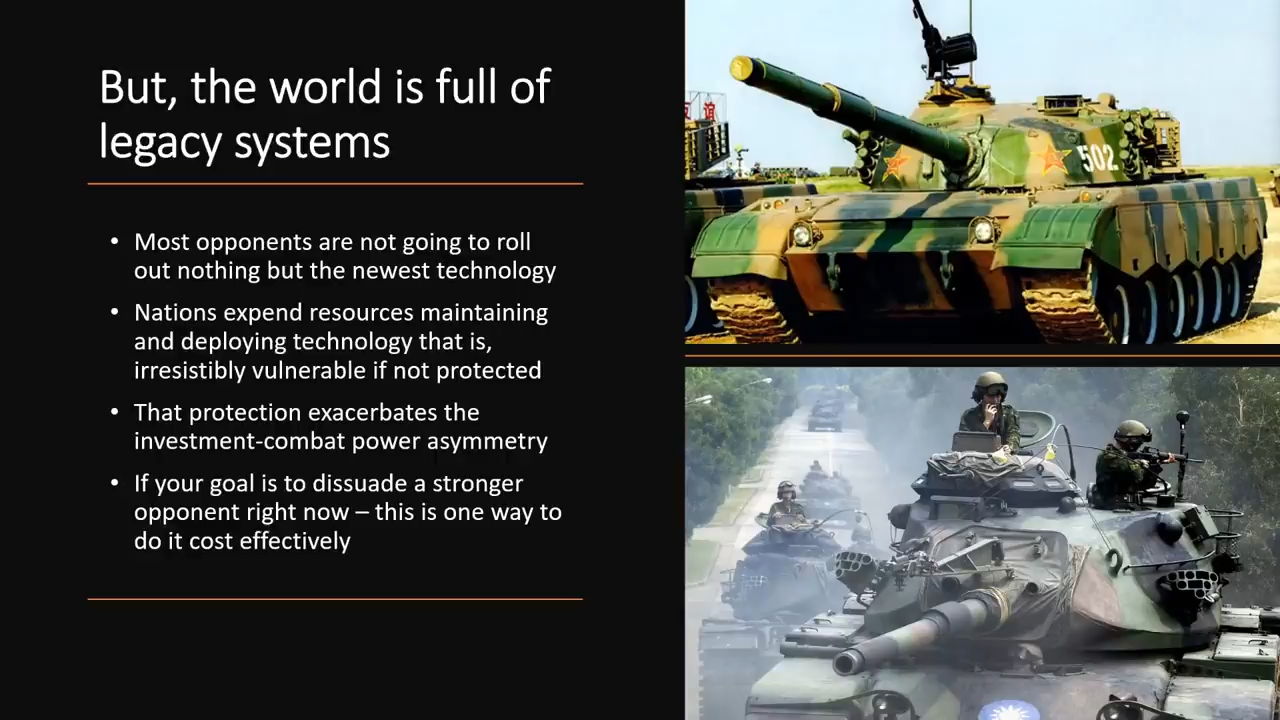 But, the world is full of
legacy systems
• Most opponents are not going to roll
out nothing but the newest technology
• Nations expend resources maintaining
and deploying technology that is,
irresistibly vulnerable if not protected
• That protection exacerbates the
investment-combat power asymmetry
• If your goal is to dissuade a stronger
opponent right now – this is one way to
do it cost effectively
502